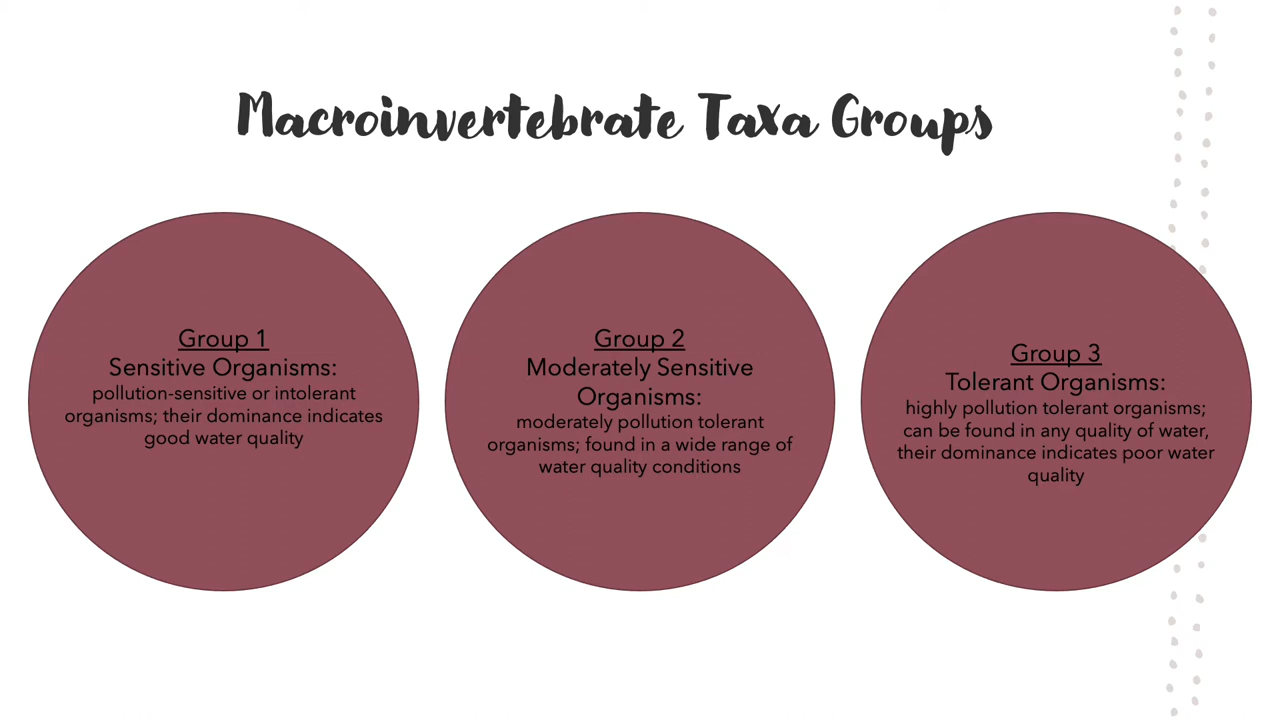 Macroinvertebrate Taxa Groups
Group 1
Sensitive Organisms:
pollution-sensitive or intolerant
organisms; their dominance indicates
good water quality
Group 2
Moderately Sensitive
Organisms:
moderately pollution tolerant
organisms; found in a wide range of
water quality conditions
Group 3
Tolerant Organisms:
highly pollution tolerant organisms;
can be found in any quality of water,
their dominance indicates poor water
quality